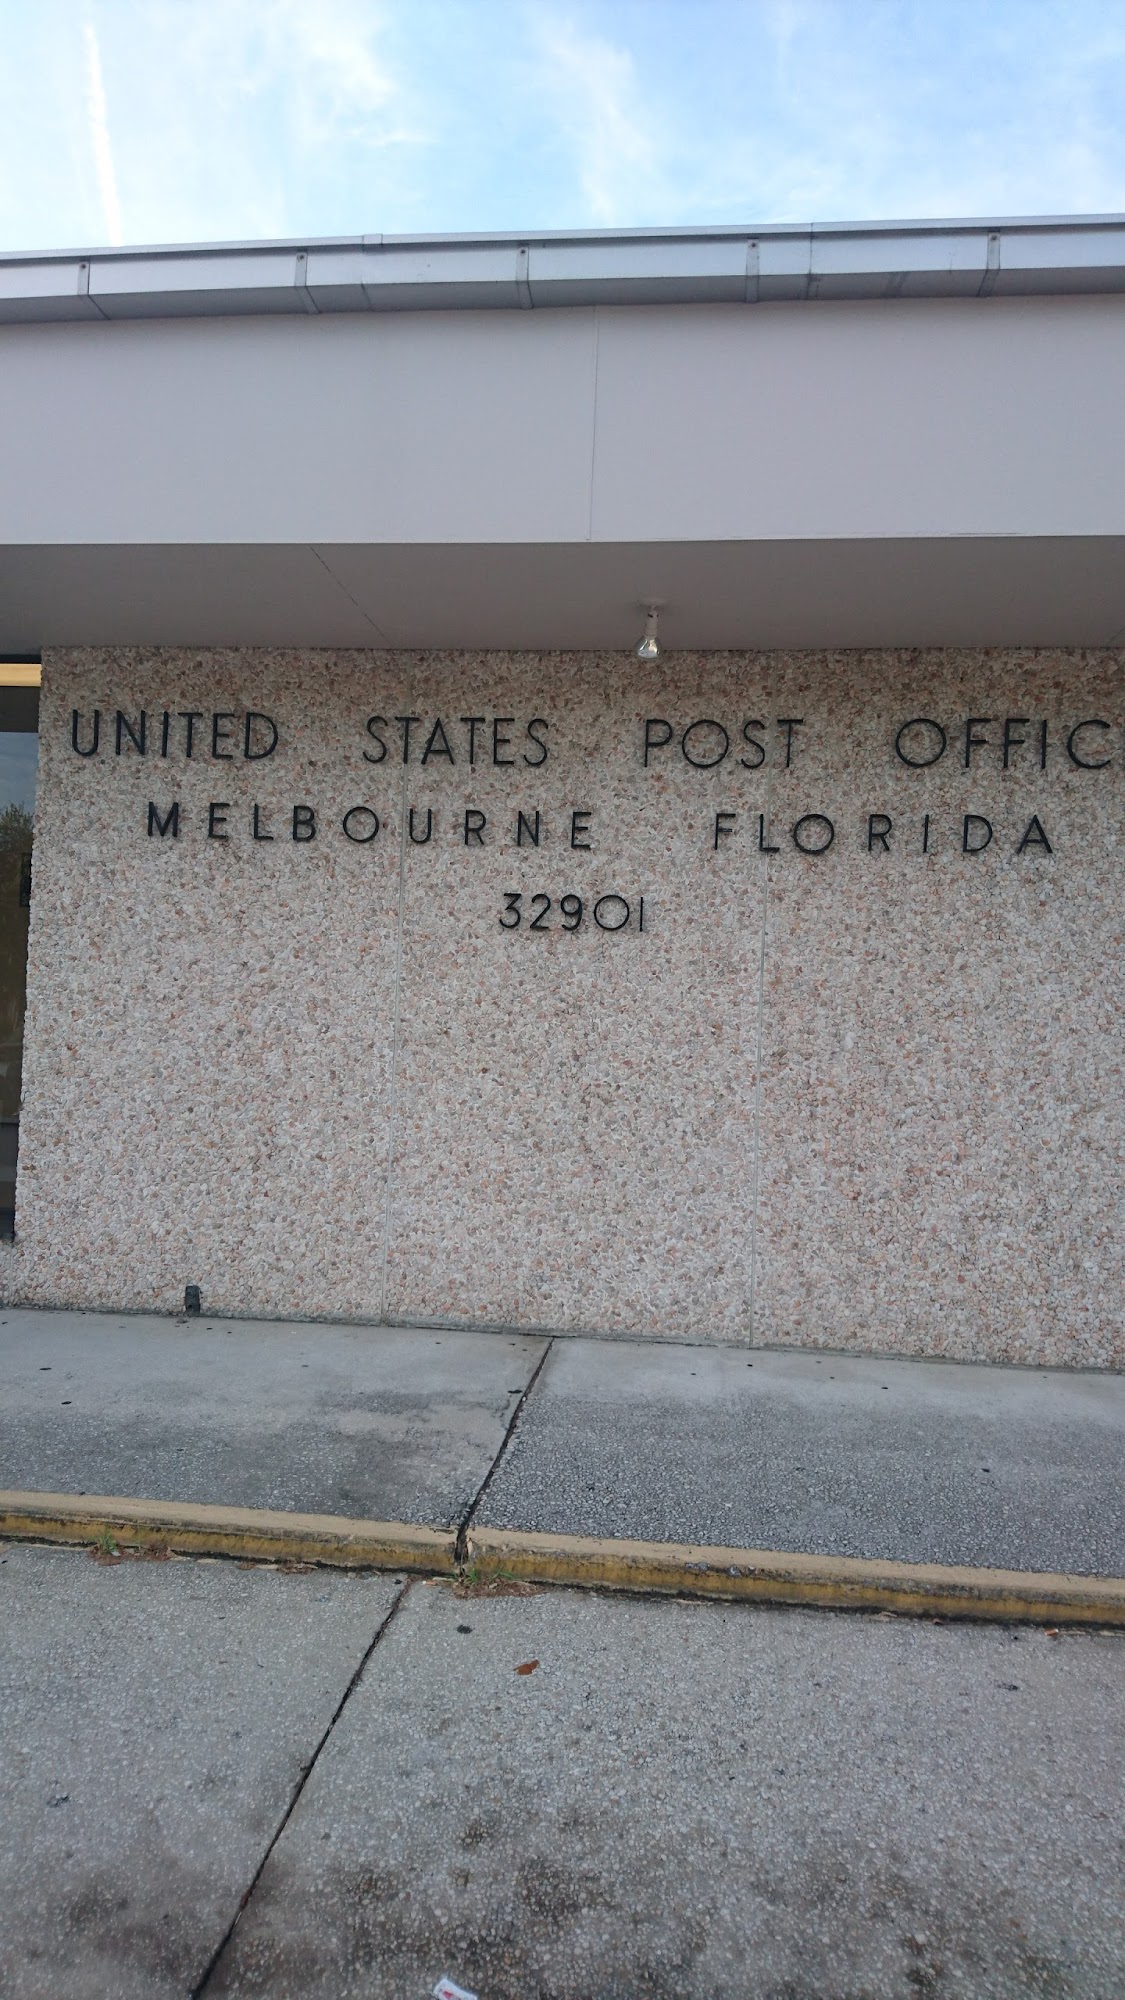 UNITED STATES POST OFFIC
MELBOURNE FLORIDA
32901